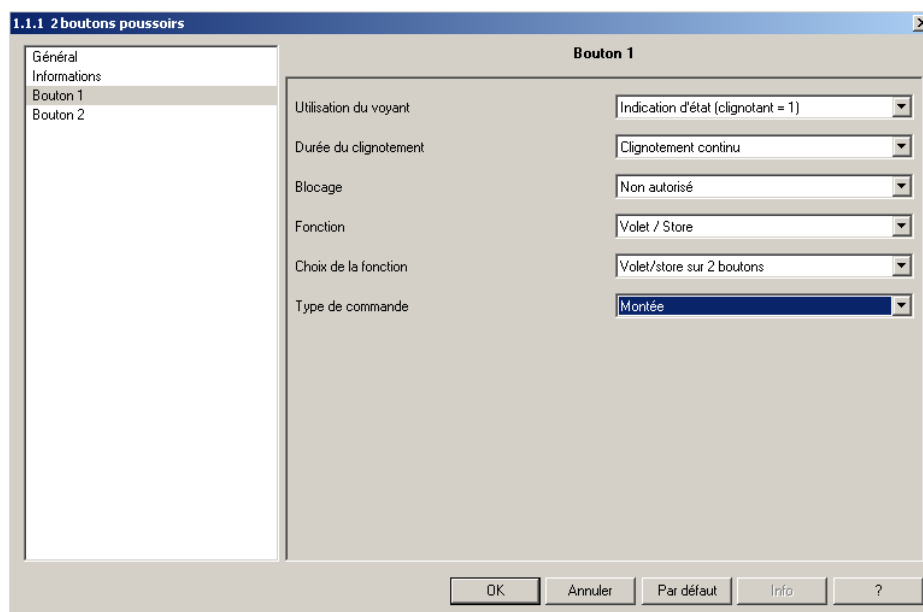 1.1.1 2 boutons poussoirs
Général
Informations
Bouton 1
Bouton 2
Bouton 1
Utilisation du voyant Indication d'état (clignotant = 1)
Durée du clignotement Clignotement continu
Blocage Non autorisé
Fonction Volet / Store
Choix de la fonction Volet/store sur 2 boutons
Type de commande Montée
OK Annuler Par défaut Info ?